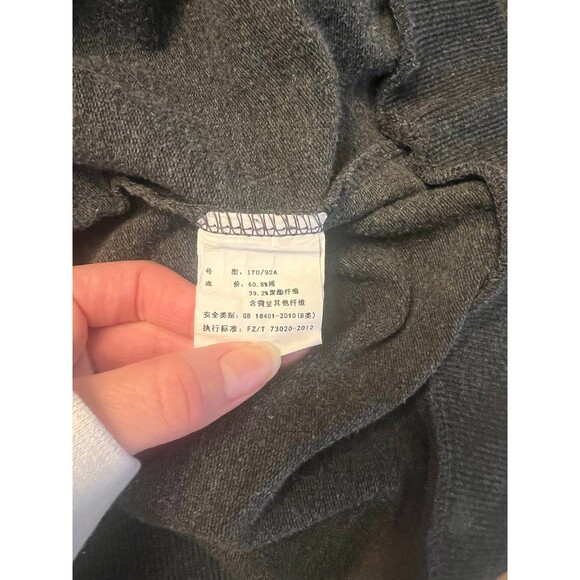 号 型: 170/92A
成 份: 60.8%棉
39.2%聚酯纤维
含微量其他纤维
安全类别: GB 18401-2010(B类)
执行标准: FZ/T 73020-2012